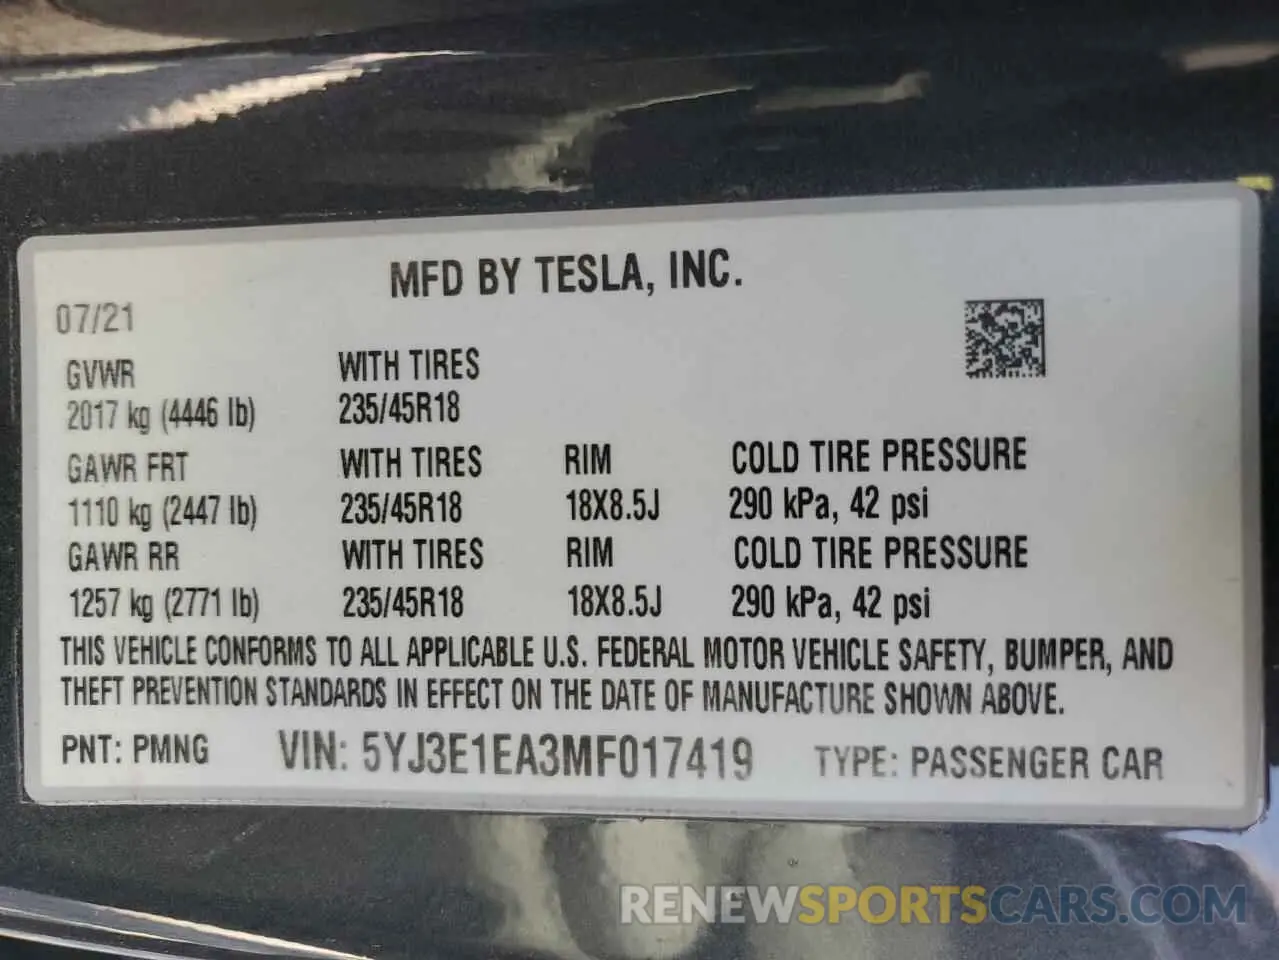 MFD BY TESLA, INC.
07/21
GVWR WITH TIRES
2017 kg (4446 lb) 235/45R18
GAWR FRT WITH TIRES RIM COLD TIRE PRESSURE
1110 kg (2447 lb) 235/45R18 18X8.5J 290 kPa, 42 psi
GAWR RR WITH TIRES RIM COLD TIRE PRESSURE
1257 kg (2771 lb) 235/45R18 18X8.5J 290 kPa, 42 psi
THIS VEHICLE CONFORMS TO ALL APPLICABLE U.S. FEDERAL MOTOR VEHICLE SAFETY, BUMPER, AND
THEFT PREVENTION STANDARDS IN EFFECT ON THE DATE OF MANUFACTURE SHOWN ABOVE.
PNT: PMNG VIN: 5YJ3E1EA3MF017419 TYPE: PASSENGER CAR
RENEWSPORTSCARS.COM